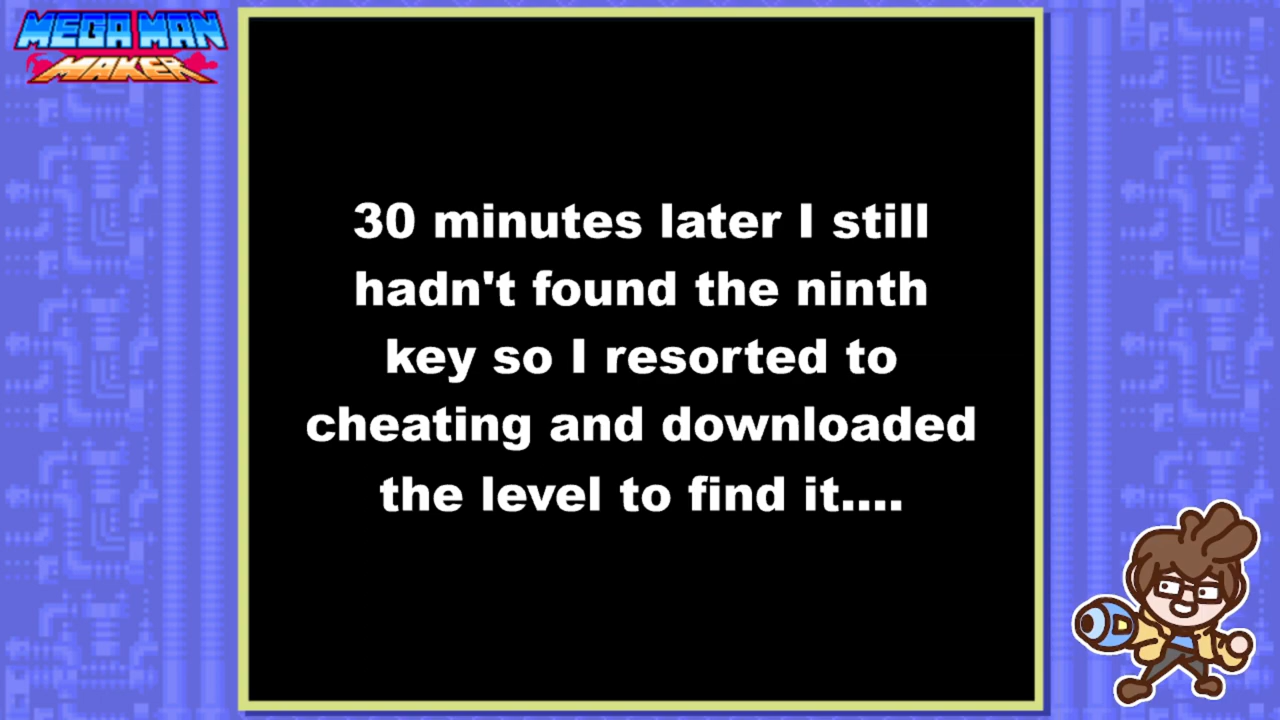 MEGA MAN
MAKER
30 minutes later I still
hadn't found the ninth
key so I resorted to
cheating and downloaded
the level to find it....